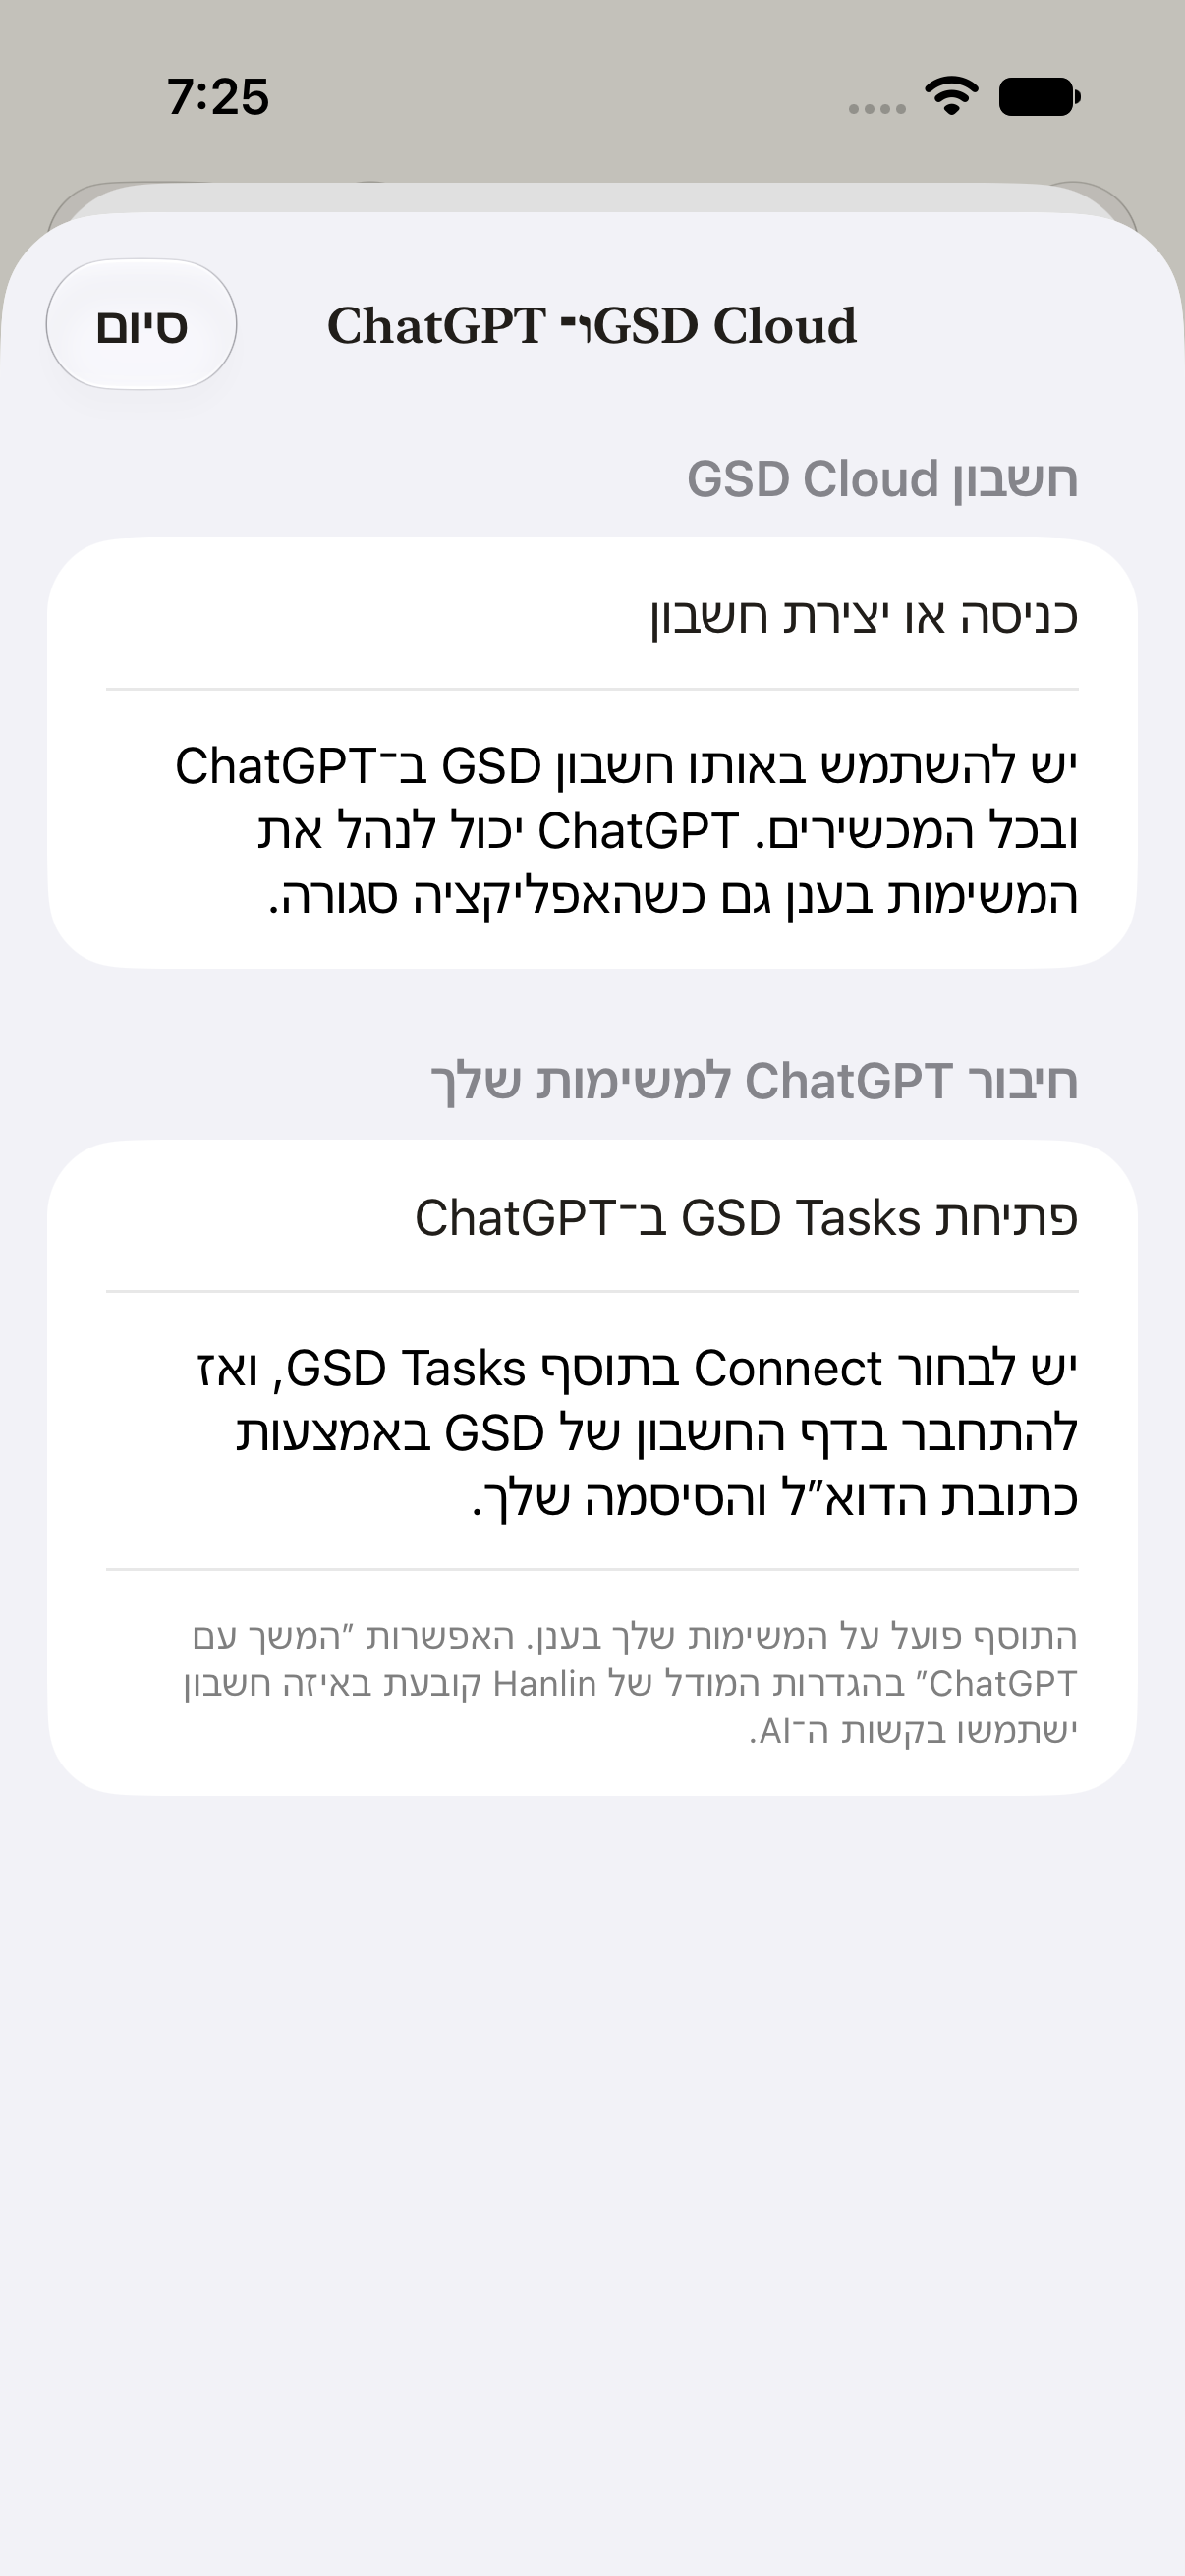 7:25
סיום
GSD Cloud ו־ChatGPT
חשבון GSD Cloud
כניסה או יצירת חשבון
יש להשתמש באותו חשבון GSD ב־ChatGPT
ובכל המכשירים. ChatGPT יכול לנהל את
המשימות בענן גם כשהאפליקציה סגורה.
חיבור ChatGPT למשימות שלך
פתיחת GSD Tasks ב־ChatGPT
יש לבחור Connect בתוסף GSD Tasks, ואז
להתחבר בדף החשבון של GSD באמצעות
כתובת הדוא״ל והסיסמה שלך.
התוסף פועל על המשימות שלך בענן. האפשרות ״המשך עם
ChatGPT״ בהגדרות המודל של Hanlin קובעת באיזה חשבון
ישתמשו בקשות ה־AI.